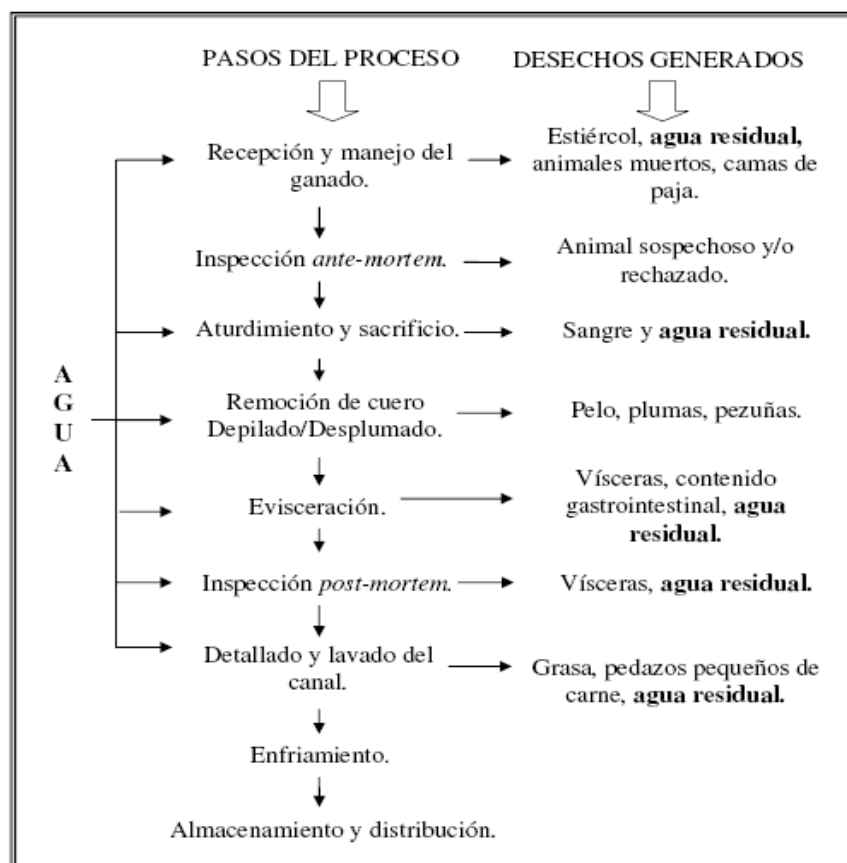 PASOS DEL PROCESO
DESECHOS GENERADOS
Recepción y manejo del
ganado.
Estiércol, agua residual,
animales muertos, camas de
paja.
Inspección ante-mortem.
Animal sospechoso y/o
rechazado.
Aturdimiento y sacrificio.
Sangre y agua residual.
A
G
U
A
Remoción de cuero
Depilado/Desplumado.
Pelo, plumas, pezuñas.
Evisceración.
Vísceras, contenido
gastrointestinal, agua
residual.
Inspección post-mortem.
Vísceras, agua residual.
Detallado y lavado del
canal.
Grasa, pedazos pequeños de
carne, agua residual.
Enfriamiento.
Almacenamiento y distribución.